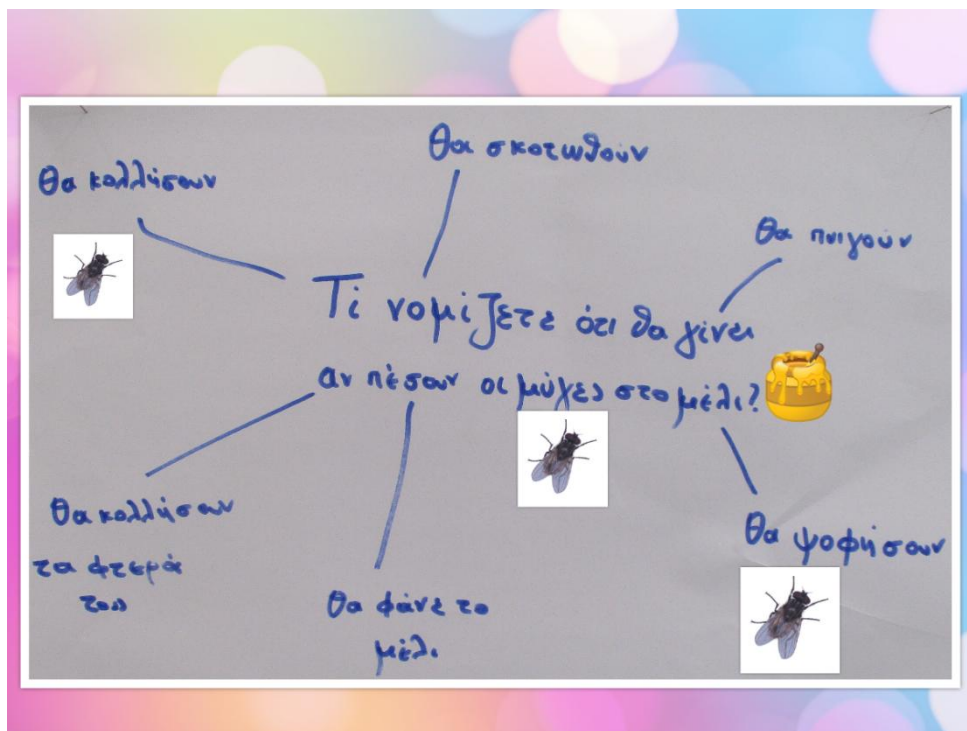 Θα σκοτωθούν
Θα κολλήσουν
Θα πνιγούν
Τί νομίζετε ότι θα γίνει
αν πέσουν οι μύγες στο μέλι?
Θα κολλήσουν
τα φτερά
τους
Θα φάνε το
μέλι
Θα ψοφήσουν